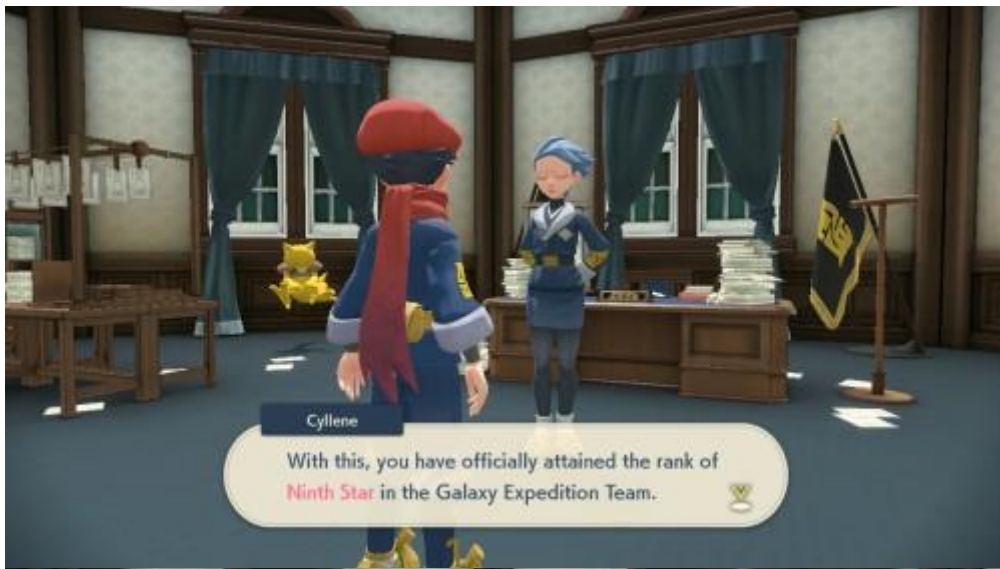 Cyllene
With this, you have officially attained the rank of
Ninth Star in the Galaxy Expedition Team.